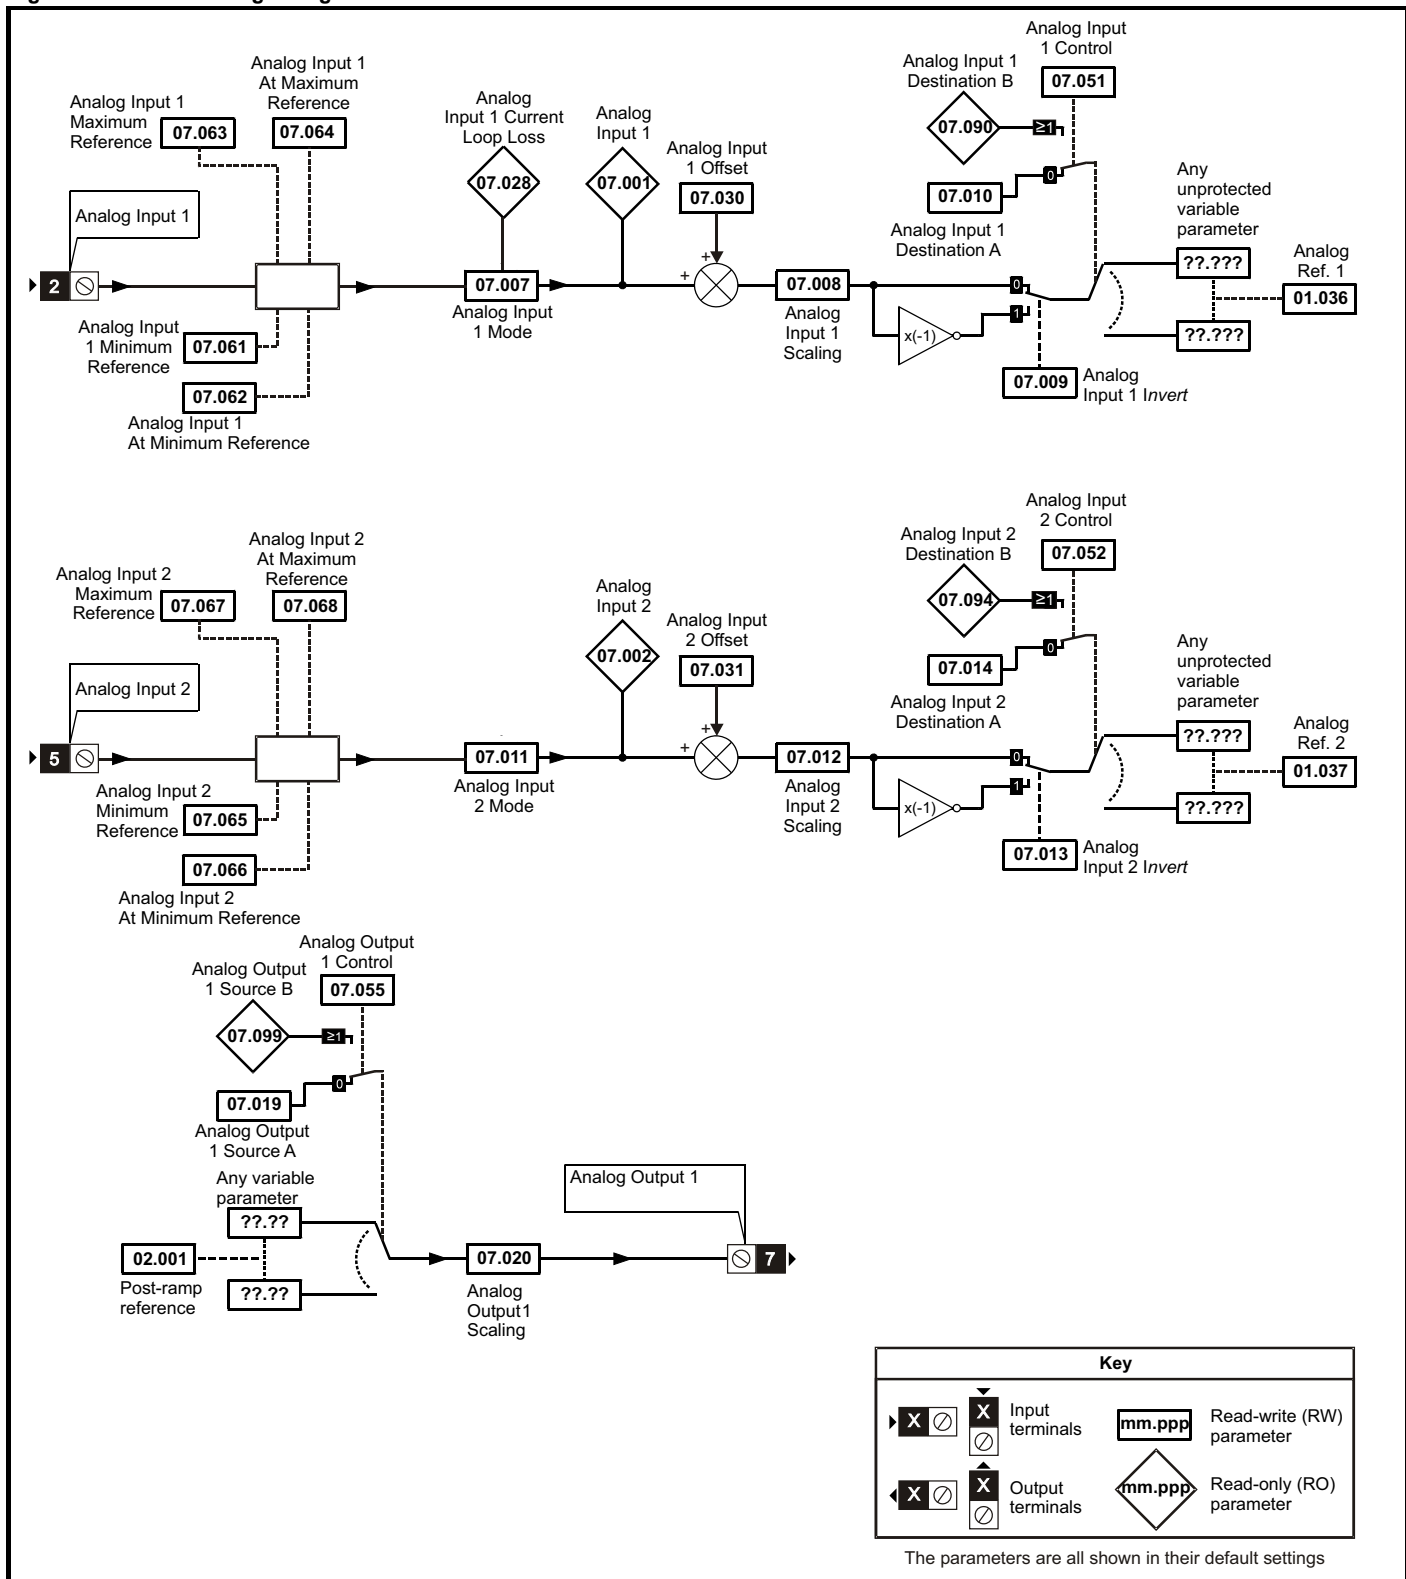 Analog Input
1 Control
07.051
Analog Input 1
Destination B
07.090
≥1
0
07.010
Analog Input 1
Destination A
Analog Input 1
At Maximum
Reference
07.064
Analog Input 1
Maximum
Reference
07.063
Analog
Input 1 Current
Loop Loss
07.028
Analog
Input 1
07.001
Analog Input
1 Offset
07.030
Any
unprotected
variable
parameter
??.???
??.???
Analog
Ref. 1
01.036
Analog Input 1
2
07.007
Analog Input
1 Mode
+
+
07.008
Analog
Input 1
Scaling
x(-1)
0
1
07.009
Analog
Input 1 Invert
Analog Input
1 Minimum
Reference
07.061
07.062
Analog Input 1
At Minimum Reference
Analog Input
2 Control
07.052
Analog Input 2
Destination B
07.094
≥1
0
07.014
Analog Input 2
Destination A
Analog Input 2
At Maximum
Reference
07.068
Analog Input 2
Maximum
Reference
07.067
Analog
Input 2
07.002
Analog Input
2 Offset
07.031
Any
unprotected
variable
parameter
??.???
??.???
Analog
Ref. 2
01.037
Analog Input 2
5
07.011
Analog Input
2 Mode
+
+
07.012
Analog
Input 2
Scaling
x(-1)
0
1
07.013
Analog
Input 2 Invert
Analog Input 2
Minimum
Reference
07.065
07.066
Analog Input 2
At Minimum Reference
Analog Output
1 Control
07.055
Analog Output
1 Source B
07.099
≥1
0
07.019
Analog Output
1 Source A
Any variable
parameter
??.??
??.??
02.001
Post-ramp
reference
07.020
Analog
Output1
Scaling
Analog Output 1
7
Key
X
X
Input
terminals
mm.ppp
Read-write (RW)
parameter
X
X
Output
terminals
mm.ppp
Read-only (RO)
parameter
The parameters are all shown in their default settings